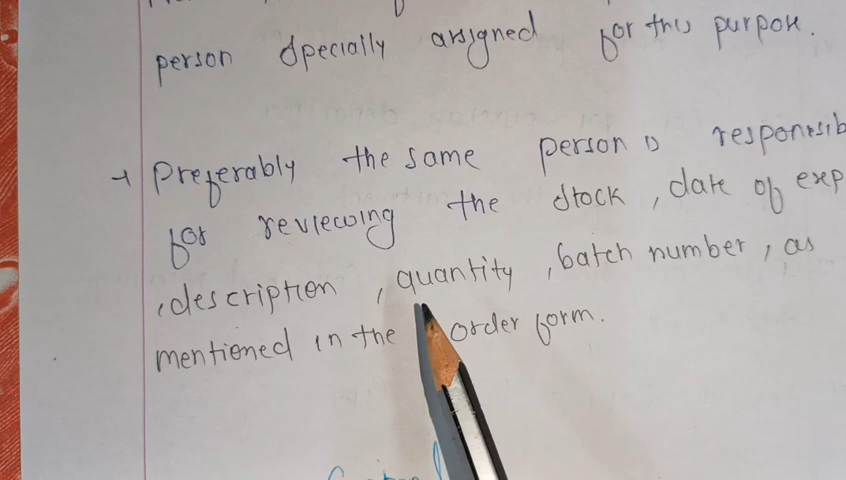 person specially assigned for this purpose.
→ Preferably the same person is responsib
for reviewing the stock, date of exp
, description, quantity, batch number, as
mentioned in the order form.